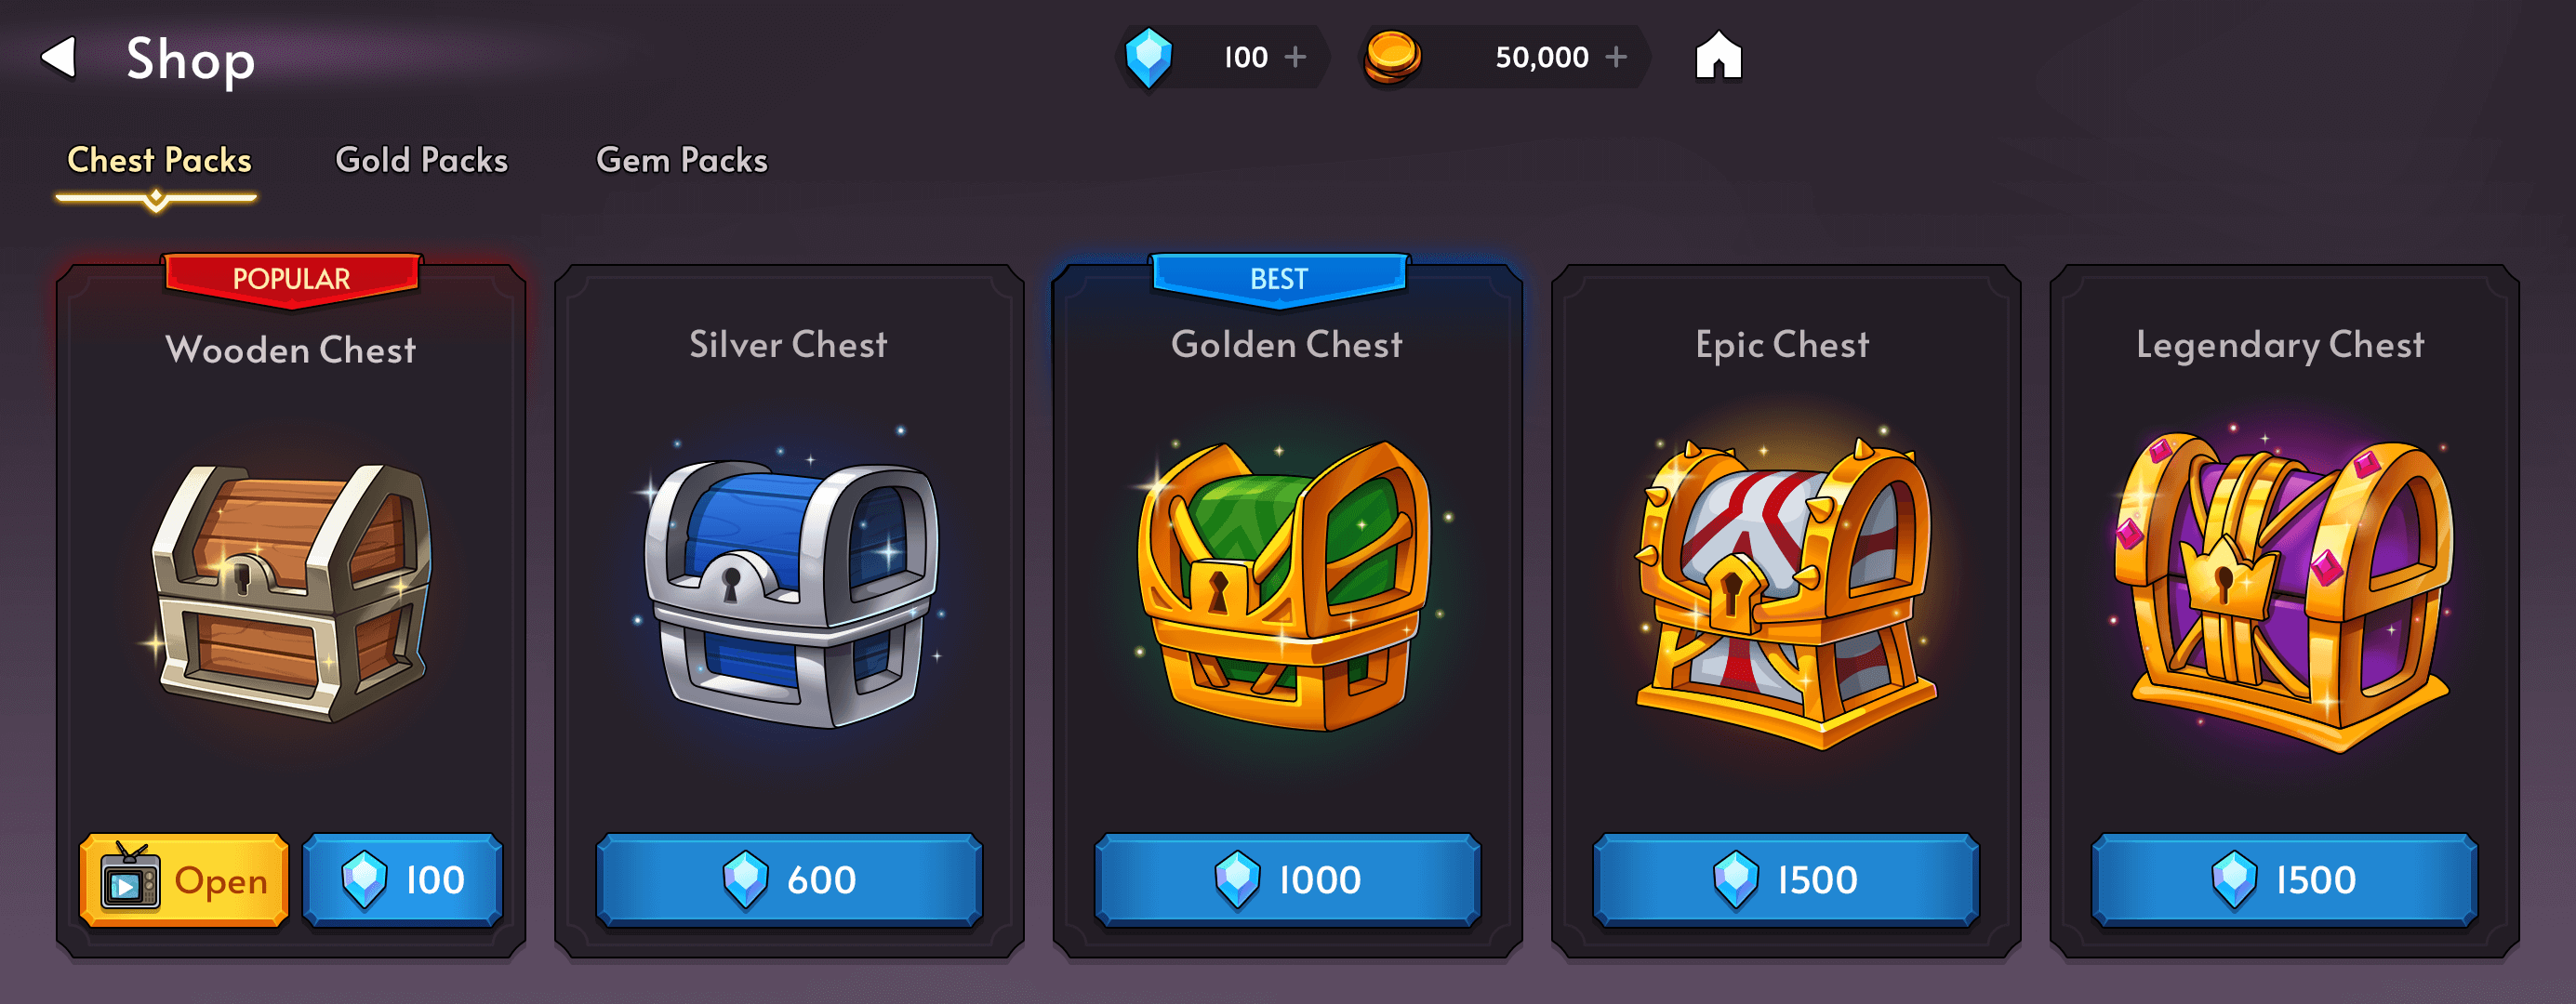 Shop
100 +
50,000 +
Chest Packs
Gold Packs
Gem Packs
POPULAR
Wooden Chest
Open
100
Silver Chest
600
BEST
Golden Chest
1000
Epic Chest
1500
Legendary Chest
1500